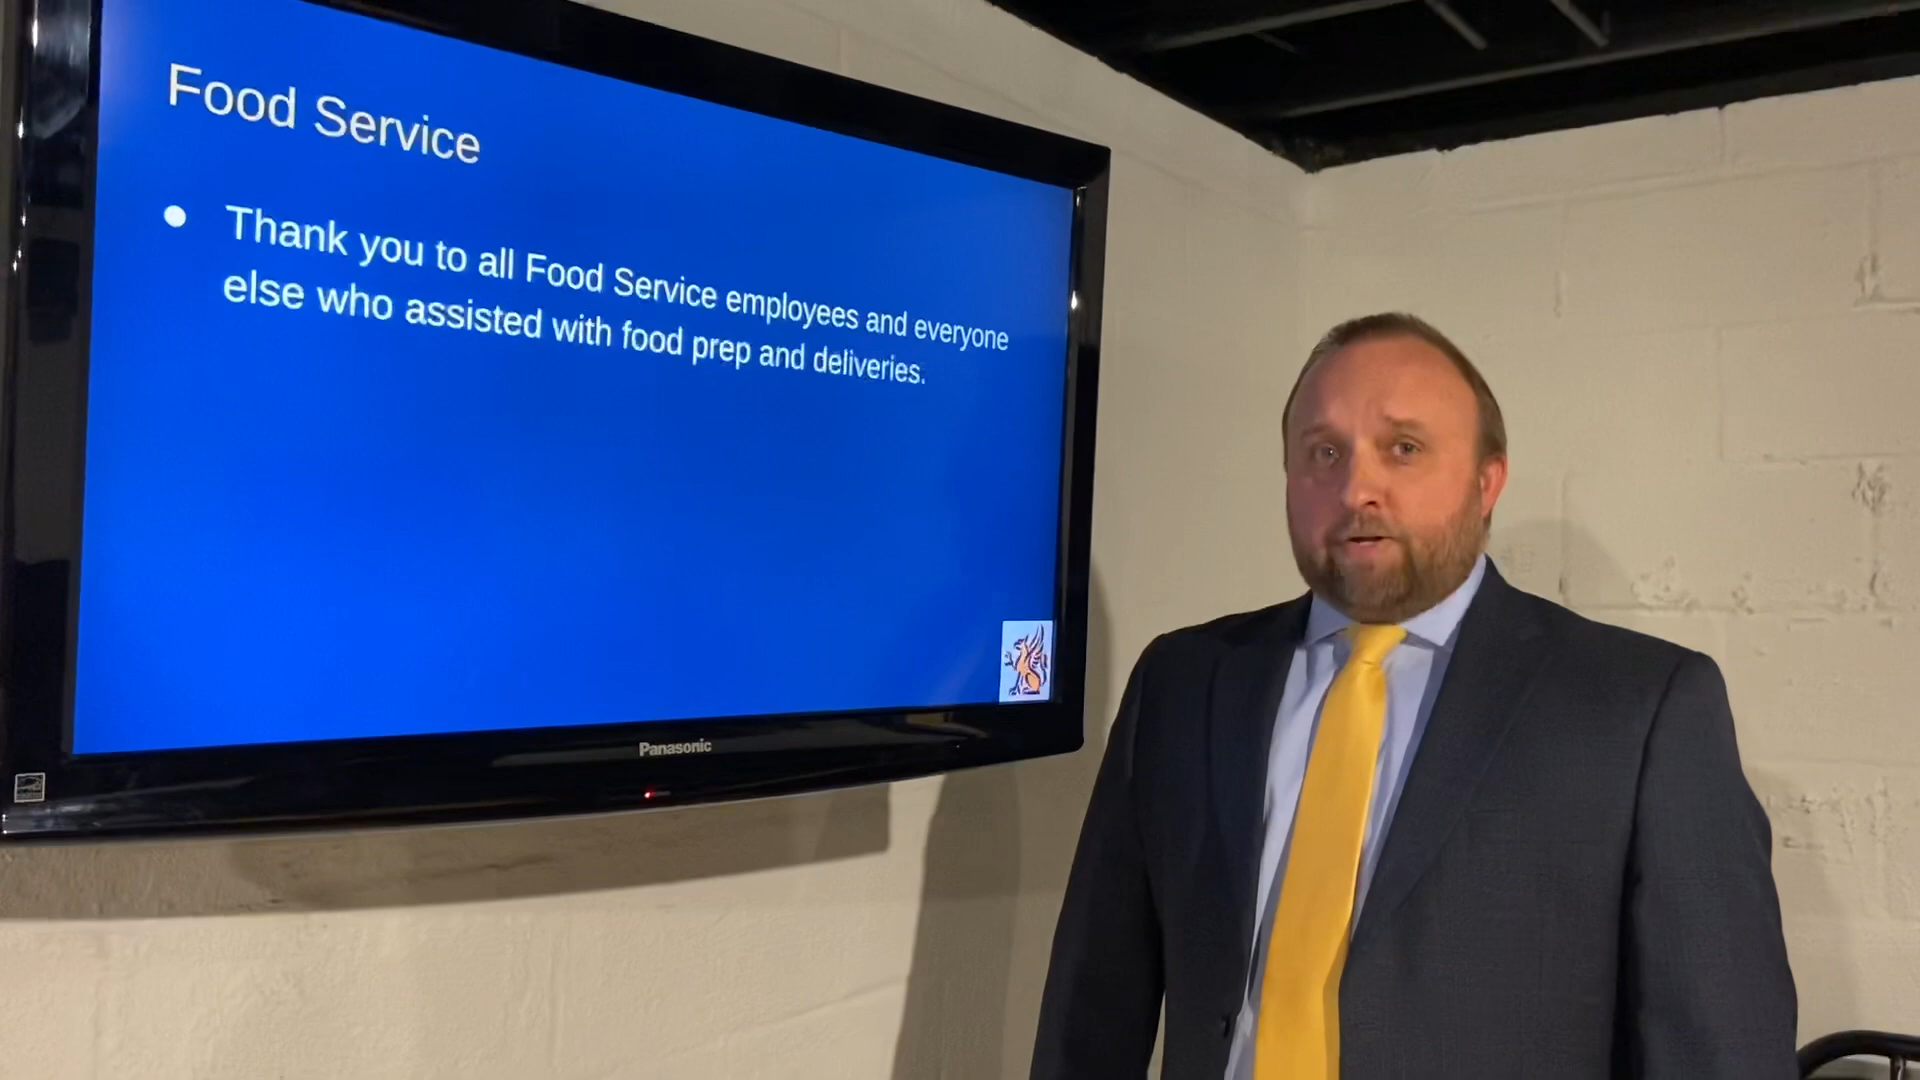 Food Service
Thank you to all Food Service employees and everyone
else who assisted with food prep and deliveries.
Panasonic